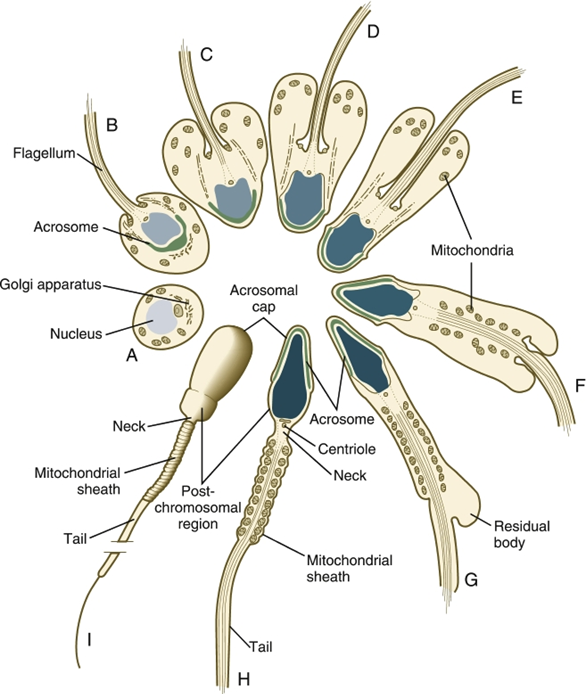 D
C
E
B
Flagellum
Acrosome
Mitochondria
Golgi apparatus
Acrosomal
cap
Nucleus
A
F
Acrosome
Neck
Centriole
Neck
Mitochondrial
sheath
Post-
chromosomal
region
Residual
body
Tail
Mitochondrial
sheath
G
I
Tail
H